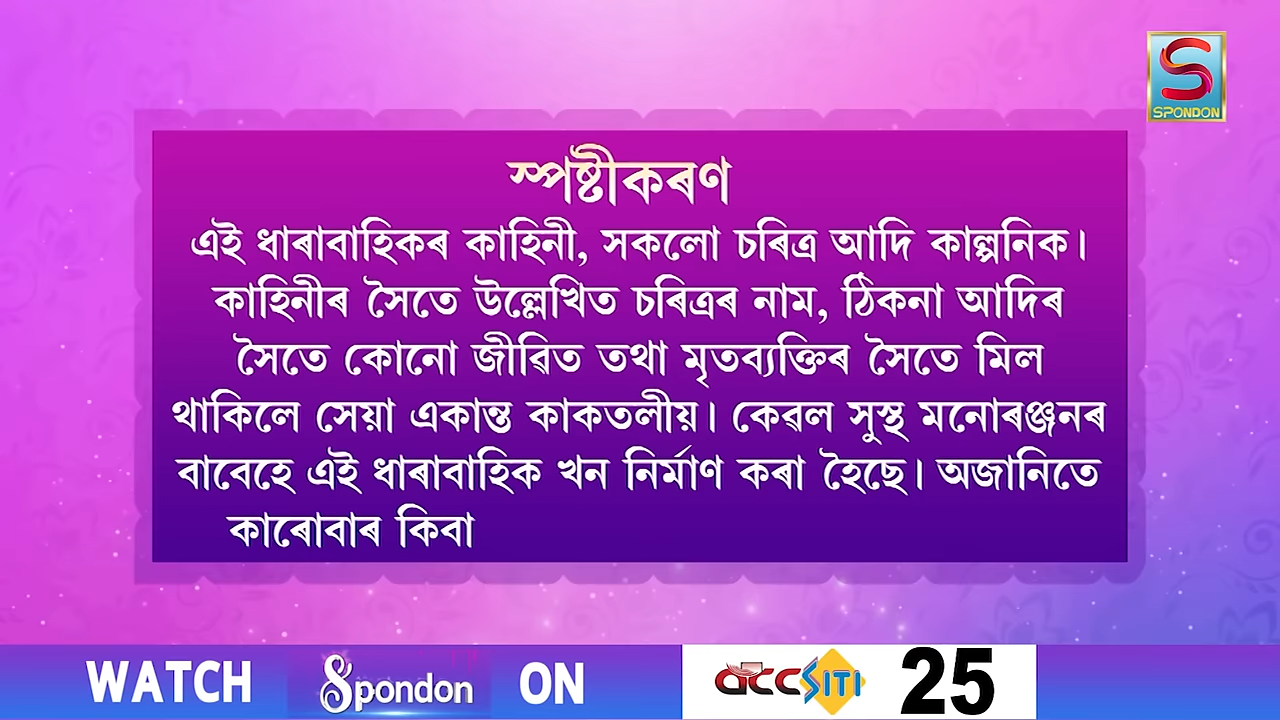 SPONDON
স্পষ্টীকৰণ
এই ধাৰাবাহিকৰ কাহিনী, সকলো চৰিত্ৰ আদি কাল্পনিক।
কাহিনীৰ সৈতে উল্লেখিত চৰিত্ৰৰ নাম, ঠিকনা আদিৰ
সৈতে কোনো জীৱিত তথা মৃতব্যক্তিৰ সৈতে মিল
থাকিলে সেয়া একান্ত কাকতলীয়। কেৱল সুস্থ মনোৰঞ্জনৰ
বাবেহে এই ধাৰাবাহিক খন নিৰ্মাণ কৰা হৈছে। অজানিতে
কাৰোবাৰ কিবা
WATCH Spondon ON ACC SITI 25